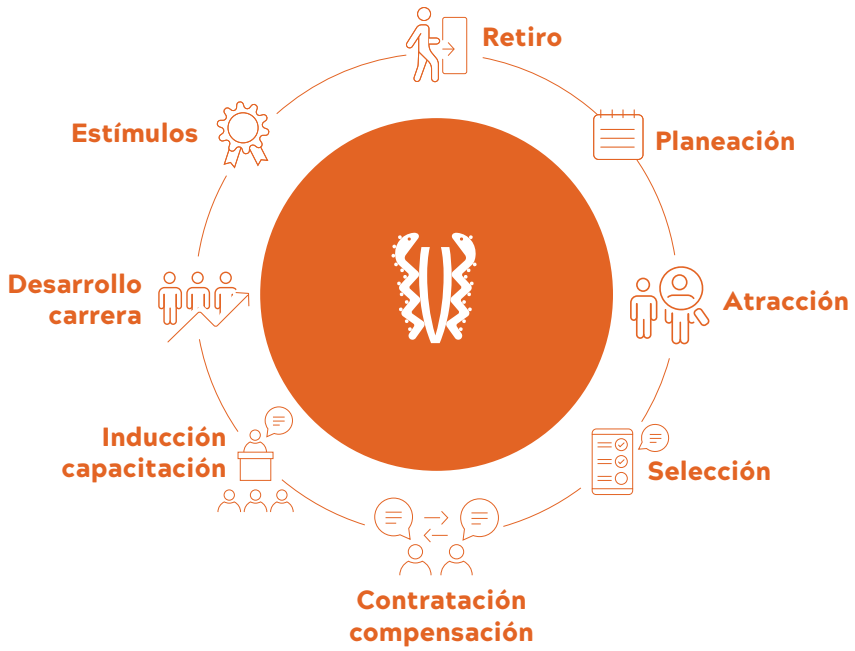 Retiro
Planeación
Atracción
Selección
Contratación
compensación
Inducción
capacitación
Desarrollo
carrera
Estímulos